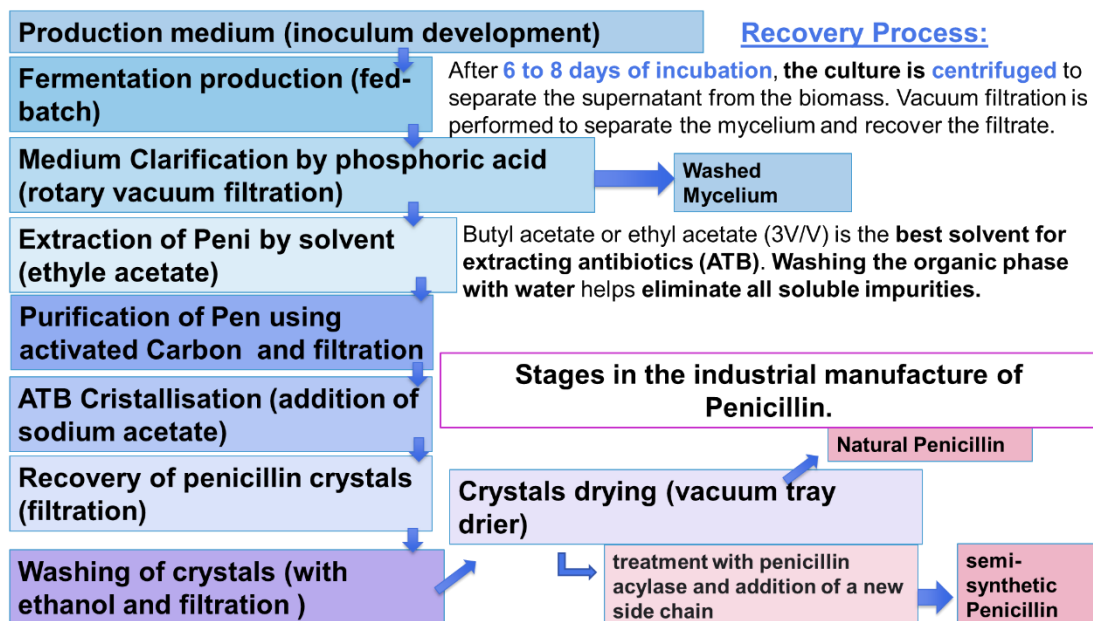 Production medium (inoculum development)
Recovery Process:
Fermentation production (fed-
batch)
After 6 to 8 days of incubation, the culture is centrifuged to
separate the supernatant from the biomass. Vacuum filtration is
performed to separate the mycelium and recover the filtrate.
Medium Clarification by phosphoric acid
(rotary vacuum filtration)
Washed
Mycelium
Extraction of Peni by solvent
(ethyle acetate)
Butyl acetate or ethyl acetate (3V/V) is the best solvent for
extracting antibiotics (ATB). Washing the organic phase
with water helps eliminate all soluble impurities.
Purification of Pen using
activated Carbon and filtration
Stages in the industrial manufacture of
Penicillin.
ATB Cristallisation (addition of
sodium acetate)
Natural Penicillin
Recovery of penicillin crystals
(filtration)
Crystals drying (vacuum tray
drier)
Washing of crystals (with
ethanol and filtration )
treatment with penicillin
acylase and addition of a new
side chain
semi-
synthetic
Penicillin